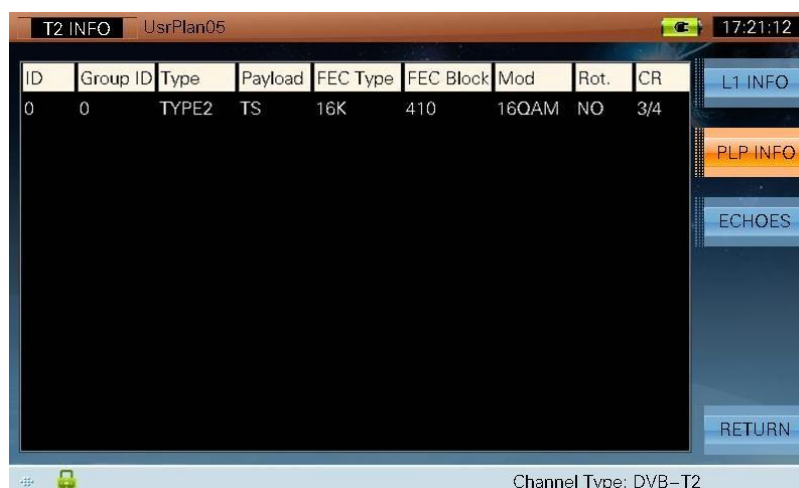 T2 INFO UsrPlan05 17:21:12
ID Group ID Type Payload FEC Type FEC Block Mod Rot. CR
0 0 TYPE2 TS 16K 410 16QAM NO 3/4
L1 INFO
PLP INFO
ECHOES
RETURN
Channel Type: DVB-T2